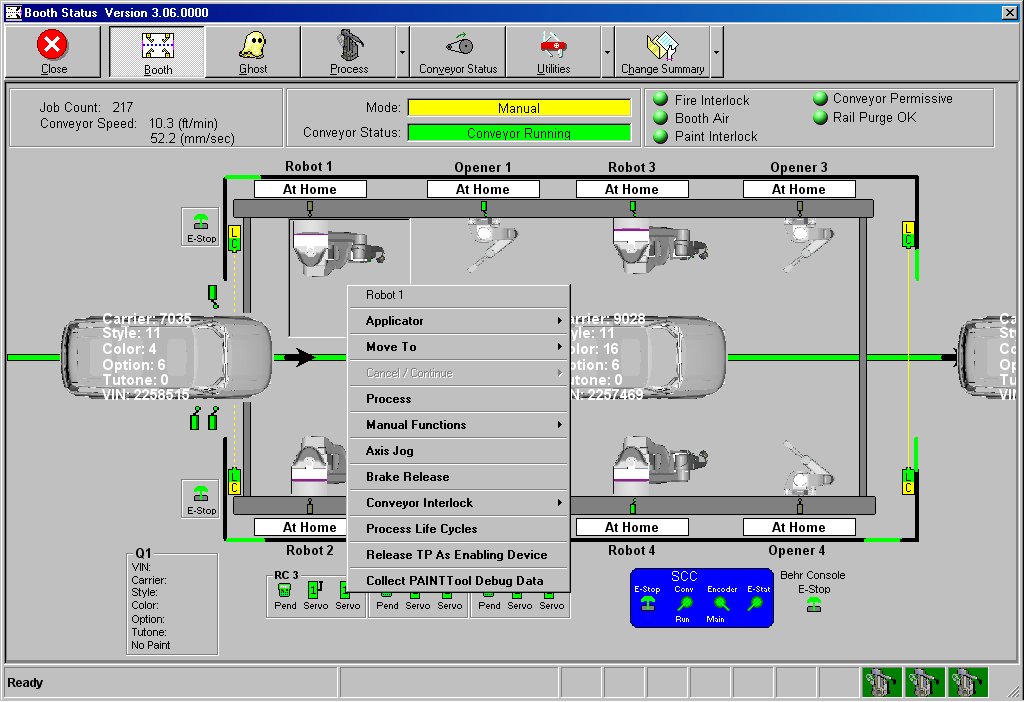 Booth Status  Version 3.06.0000
Close
Booth
Ghost
Process
Conveyor Status
Utilities
Change Summary
Job Count: 217
Conveyor Speed: 10.3 (ft/min)
52.2 (mm/sec)
Mode: Manual
Conveyor Status: Conveyor Running
Fire Interlock
Booth Air
Paint Interlock
Conveyor Permissive
Rail Purge OK
Robot 1
Opener 1
Robot 3
Opener 3
At Home
At Home
At Home
At Home
E-Stop
L
C
L
C
Carrier: 7035
Style: 11
Color: 4
Option: 6
Tutone: 0
VIN: 2258515
Robot 1
Applicator
Move To
Cancel / Continue
Process
Manual Functions
Axis Jog
Brake Release
Conveyor Interlock
Process Life Cycles
Release TP As Enabling Device
Collect PAINTTool Debug Data
arrier: 9028
yle: 11
olor: 16
ption: 6
utone: 0
N: 2257469
Ca
St
Co
Op
Tu
VIN
E-Stop
L
C
L
C
At Home
At Home
At Home
Robot 2
Robot 4
Opener 4
Q1
VIN:
Carrier:
Style:
Color:
Option:
Tutone:
No Paint
RC 3
Pend Servo Servo
Pend Servo Servo
Pend Servo Servo
SCC
E-Stop Conv Encoder E-Stat
Run Main
Behr Console
E-Stop
Ready